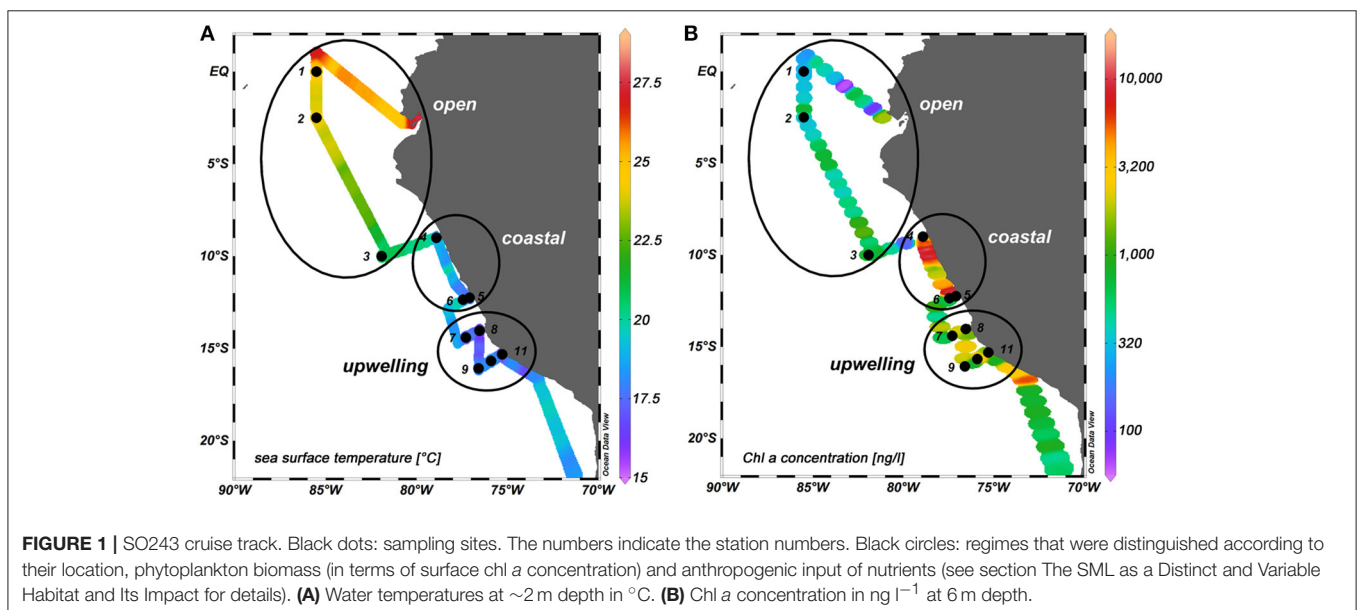 A
EQ
5°S
10°S
15°S
20°S
90°W
85°W
80°W
75°W
70°W
1
2
3
4
5
6
7
8
9
11
open
coastal
upwelling
sea surface temperature [°C]
Ocean Data View
27.5
25
22.5
20
17.5
15
B
EQ
5°S
10°S
15°S
20°S
90°W
85°W
80°W
75°W
70°W
1
2
3
4
5
6
7
8
9
11
open
coastal
upwelling
Chl a concentration [ng/l]
Ocean Data View
10,000
3,200
1,000
320
100
FIGURE 1 | SO243 cruise track. Black dots: sampling sites. The numbers indicate the station numbers. Black circles: regimes that were distinguished according to
their location, phytoplankton biomass (in terms of surface chl a concentration) and anthropogenic input of nutrients (see section The SML as a Distinct and Variable
Habitat and Its Impact for details). (A) Water temperatures at ~2 m depth in °C. (B) Chl a concentration in ng l⁻¹ at 6 m depth.